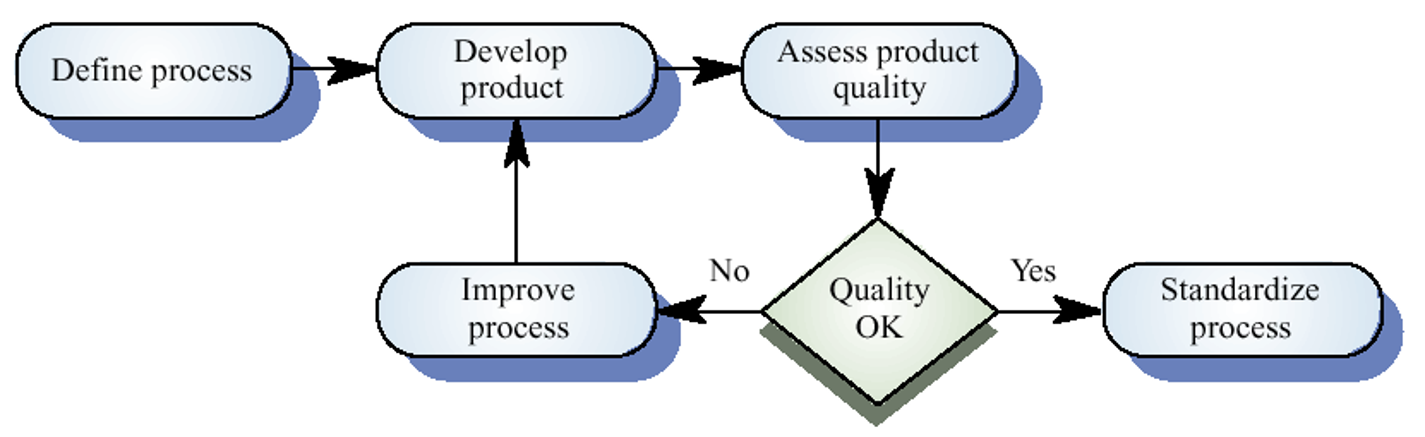 Define process
Develop
product
Assess product
quality
No
Yes
Improve
process
Quality
OK
Standardize
process